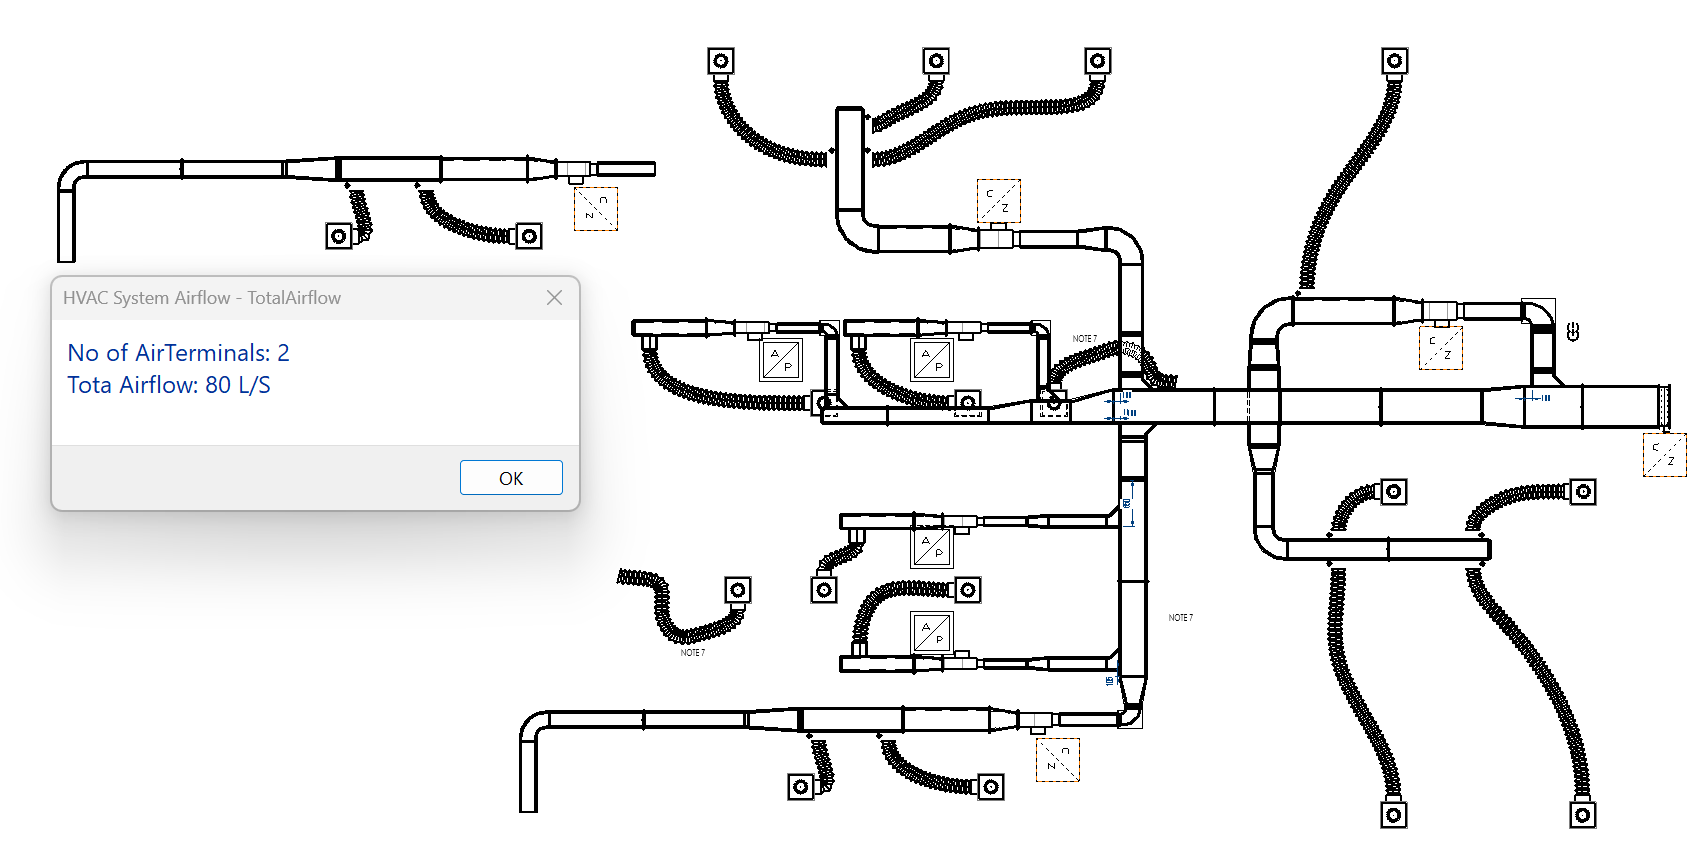 C
Z
C
Z
HVAC System Airflow - TotalAirflow
No of AirTerminals: 2
Tota Airflow: 80 L/S
OK
NOTE 7
A
P
A
P
C
Z
C
Z
A
P
A
P
NOTE 7
NOTE 7
C
Z